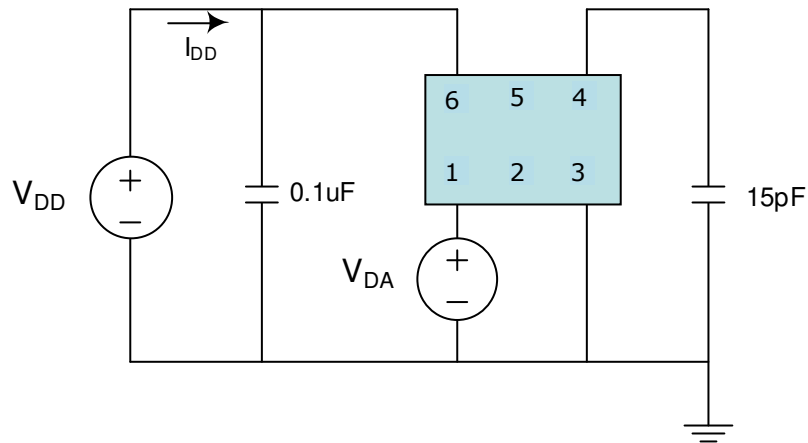 I_DD
6 5 4
V_DD
+
−
0.1uF
1 2 3
15pF
V_DA
+
−